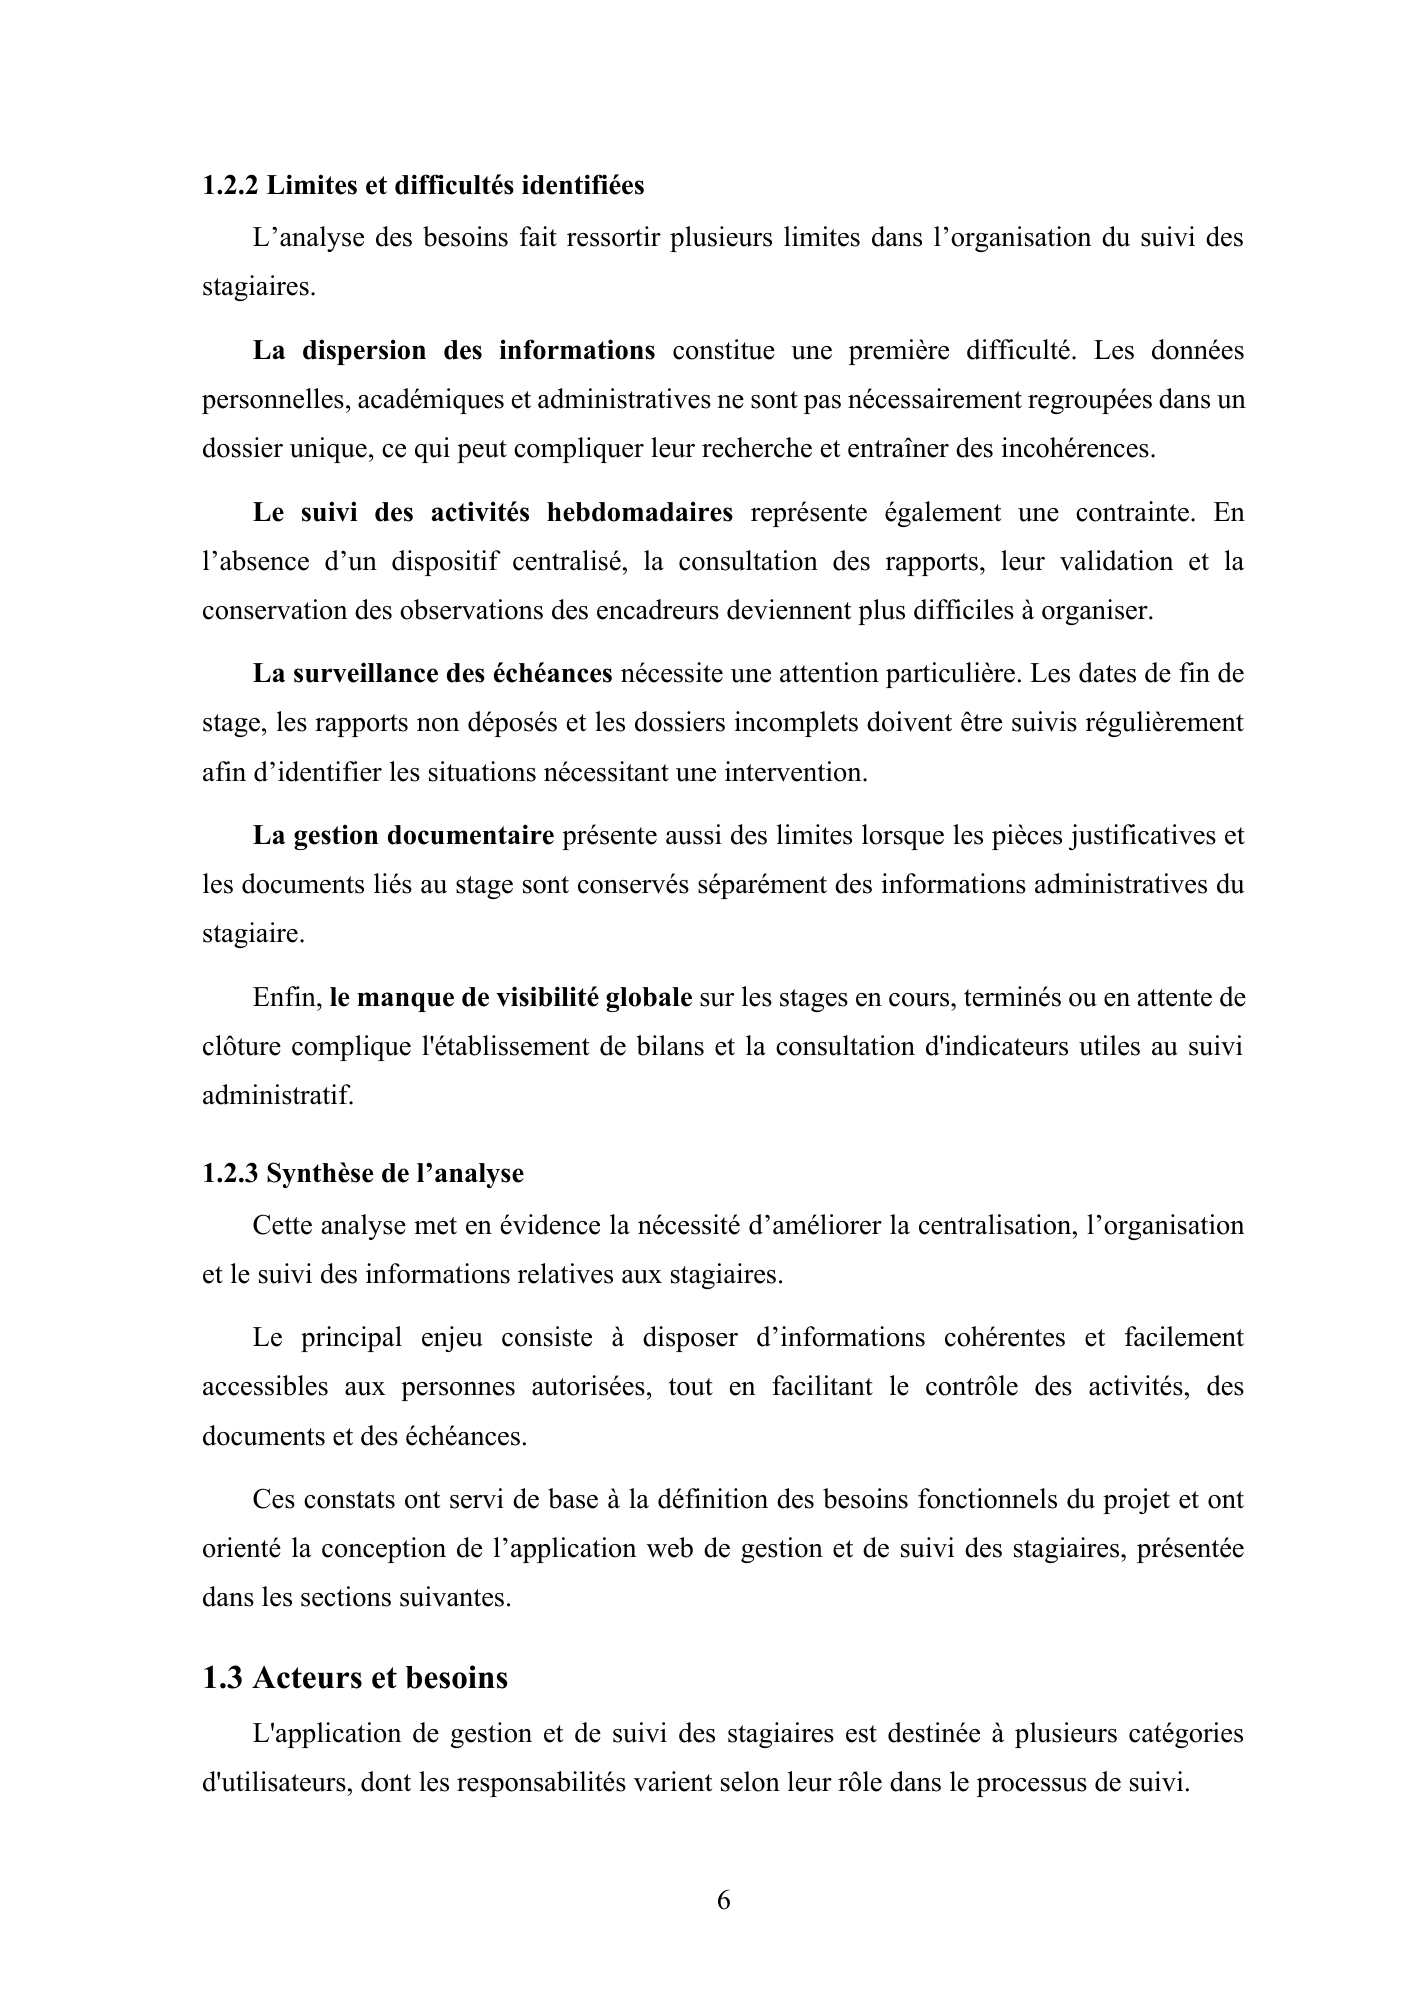 1.2.2 Limites et difficultés identifiées
L’analyse des besoins fait ressortir plusieurs limites dans l’organisation du suivi des
stagiaires.
La dispersion des informations constitue une première difficulté. Les données
personnelles, académiques et administratives ne sont pas nécessairement regroupées dans un
dossier unique, ce qui peut compliquer leur recherche et entraîner des incohérences.
Le suivi des activités hebdomadaires représente également une contrainte. En
l’absence d’un dispositif centralisé, la consultation des rapports, leur validation et la
conservation des observations des encadreurs deviennent plus difficiles à organiser.
La surveillance des échéances nécessite une attention particulière. Les dates de fin de
stage, les rapports non déposés et les dossiers incomplets doivent être suivis régulièrement
afin d’identifier les situations nécessitant une intervention.
La gestion documentaire présente aussi des limites lorsque les pièces justificatives et
les documents liés au stage sont conservés séparément des informations administratives du
stagiaire.
Enfin, le manque de visibilité globale sur les stages en cours, terminés ou en attente de
clôture complique l'établissement de bilans et la consultation d'indicateurs utiles au suivi
administratif.
1.2.3 Synthèse de l’analyse
Cette analyse met en évidence la nécessité d’améliorer la centralisation, l’organisation
et le suivi des informations relatives aux stagiaires.
Le principal enjeu consiste à disposer d’informations cohérentes et facilement
accessibles aux personnes autorisées, tout en facilitant le contrôle des activités, des
documents et des échéances.
Ces constats ont servi de base à la définition des besoins fonctionnels du projet et ont
orienté la conception de l’application web de gestion et de suivi des stagiaires, présentée
dans les sections suivantes.
1.3 Acteurs et besoins
L'application de gestion et de suivi des stagiaires est destinée à plusieurs catégories
d'utilisateurs, dont les responsabilités varient selon leur rôle dans le processus de suivi.
6